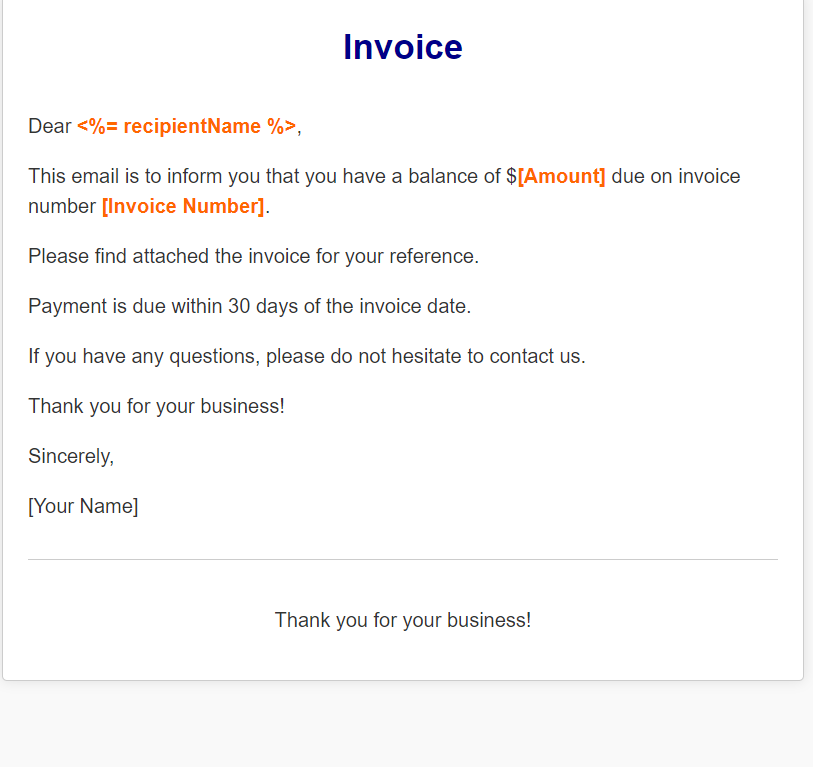 Invoice
Dear <%= recipientName %>,
This email is to inform you that you have a balance of $[Amount] due on invoice
number [Invoice Number].
Please find attached the invoice for your reference.
Payment is due within 30 days of the invoice date.
If you have any questions, please do not hesitate to contact us.
Thank you for your business!
Sincerely,
[Your Name]
Thank you for your business!